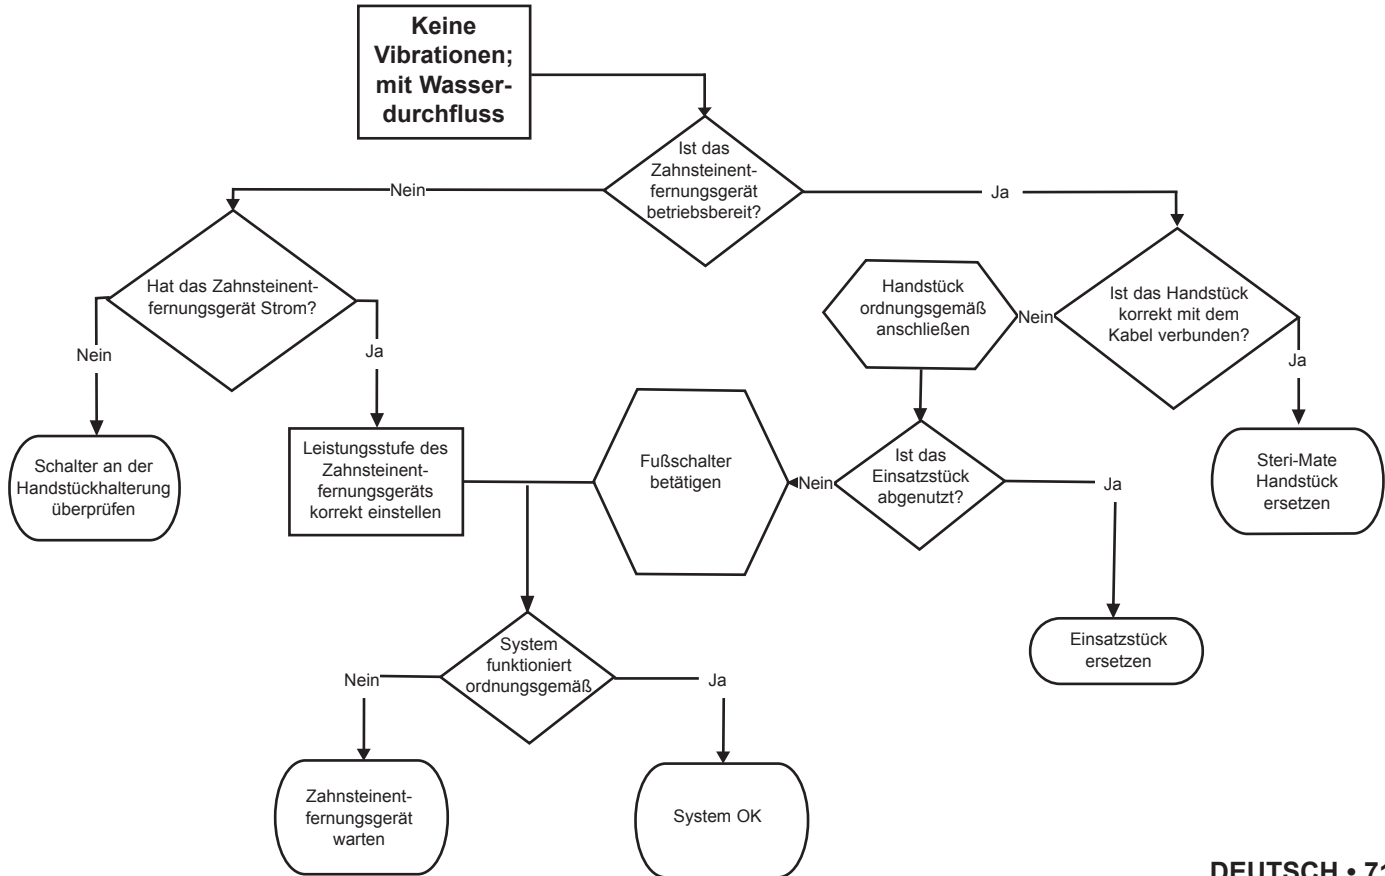 Keine
Vibrationen;
mit Wasser-
durchfluss
Ist das
Zahnsteinent-
fernungsgerät
betriebsbereit?
Nein
Ja
Hat das Zahnsteinent-
fernungsgerät Strom?
Handstück
ordnungsgemäß
anschließen
Nein
Ist das Handstück
korrekt mit dem
Kabel verbunden?
Nein
Ja
Ja
Schalter an der
Handstückhalterung
überprüfen
Leistungsstufe des
Zahnsteinent-
fernungsgeräts
korrekt einstellen
Fußschalter
betätigen
Nein
Ist das
Einsatzstück
abgenutzt?
Ja
Steri-Mate
Handstück
ersetzen
System
funktioniert
ordnungsgemäß
Einsatzstück
ersetzen
Nein
Ja
Zahnsteinent-
fernungsgerät
warten
System OK
DEUTSCH • 71